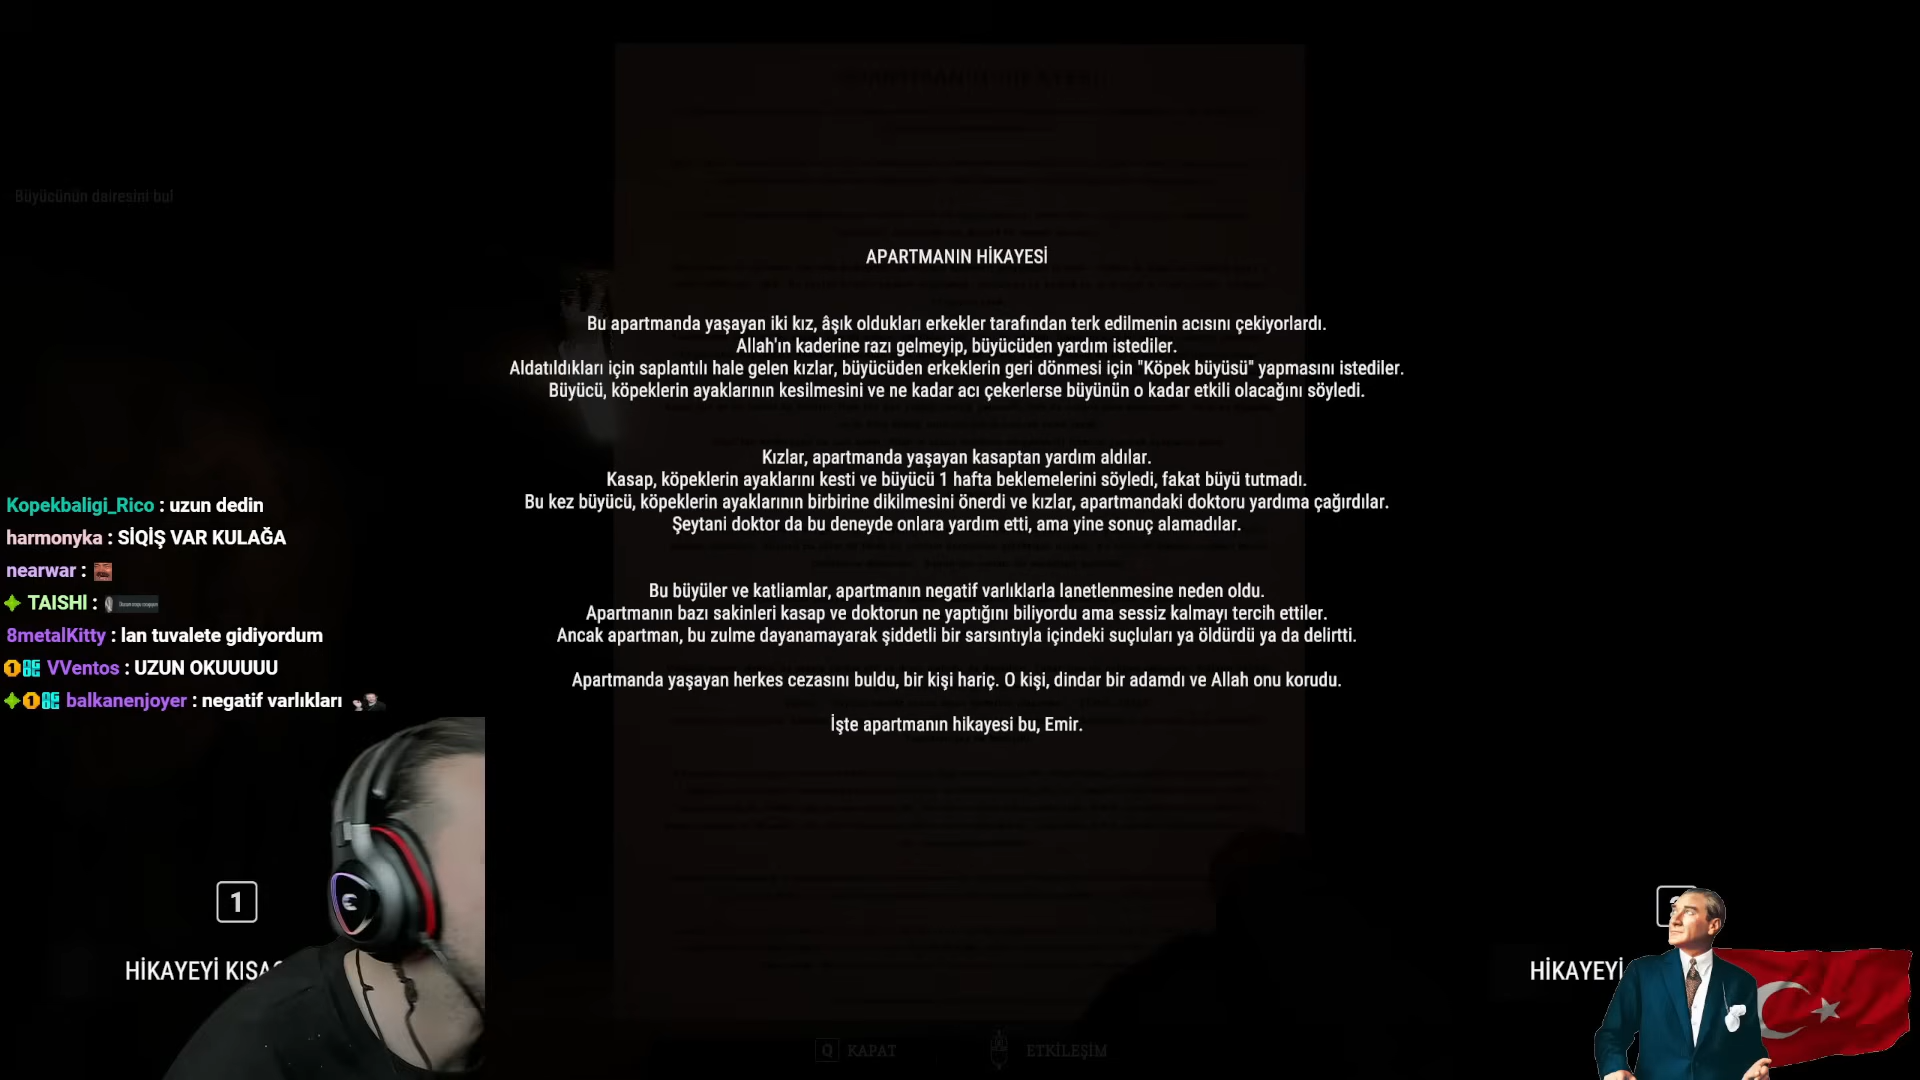 Büyücünün dairesini bul
APARTMANIN HİKAYESİ
Bu apartmanda yaşayan iki kız, âşık oldukları erkekler tarafından terk edilmenin acısını çekiyorlardı.
Allah'ın kaderine razı gelmeyip, büyücüden yardım istediler.
Aldatıldıkları için saplantılı hale gelen kızlar, büyücüden erkeklerin geri dönmesi için "Köpek büyüsü" yapmasını istediler.
Büyücü, köpeklerin ayaklarının kesilmesini ve ne kadar acı çekerlerse büyünün o kadar etkili olacağını söyledi.
Kızlar, apartmanda yaşayan kasaptan yardım aldılar.
Kasap, köpeklerin ayaklarını kesti ve büyücü 1 hafta beklemelerini söyledi, fakat büyü tutmadı.
Bu kez büyücü, köpeklerin ayaklarının birbirine dikilmesini önerdi ve kızlar, apartmandaki doktoru yardıma çağırdılar.
Şeytani doktor da bu deneyde onlara yardım etti, ama yine sonuç alamadılar.
Bu büyüler ve katliamlar, apartmanın negatif varlıklarla lanetlenmesine neden oldu.
Apartmanın bazı sakinleri kasap ve doktorun ne yaptığını biliyordu ama sessiz kalmayı tercih ettiler.
Ancak apartman, bu zulme dayanamayarak şiddetli bir sarsıntıyla içindeki suçluları ya öldürdü ya da delirtti.
Apartmanda yaşayan herkes cezasını buldu, bir kişi hariç. O kişi, dindar bir adamdı ve Allah onu korudu.
İşte apartmanın hikayesi bu, Emir.
Kopekbaligi_Rico : uzun dedin
harmonyka : SİQİŞ VAR KULAĞA
nearwar :
TAISHI :
8metalKitty : lan tuvalete gidiyordum
VVentos : UZUN OKUUUUU
balkanenjoyer : negatif varlıkları
1
HİKAYEYİ KISA
HİKAYEYİ
Q KAPAT
ETKİLEŞİM